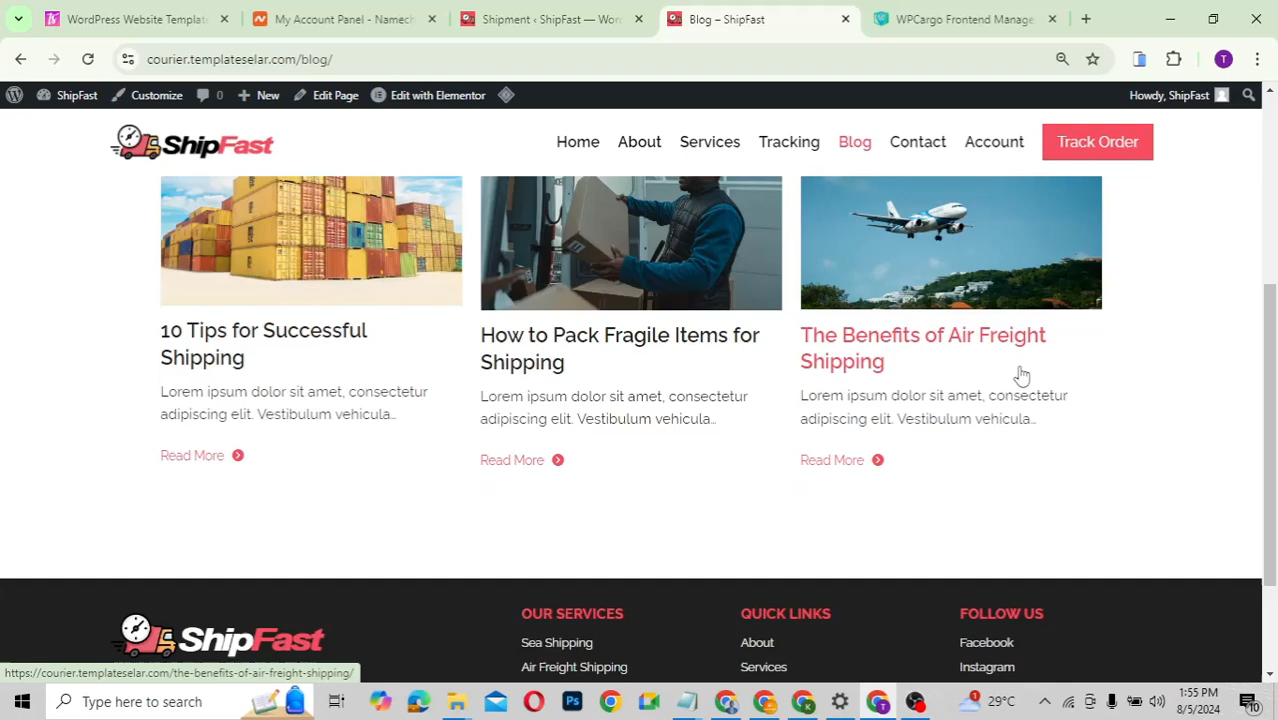 WordPress Website Templat
My Account Panel - Namech
Shipment ‹ ShipFast — Wor
Blog – ShipFast
WPCargo Frontend Manage
courier.templateselar.com/blog/
ShipFast
Customize
0
New
Edit Page
Edit with Elementor
Howdy, ShipFast
ShipFast
Home
About
Services
Tracking
Blog
Contact
Account
Track Order
10 Tips for Successful
Shipping
Lorem ipsum dolor sit amet, consectetur
adipiscing elit. Vestibulum vehicula...
Read More
How to Pack Fragile Items for
Shipping
Lorem ipsum dolor sit amet, consectetur
adipiscing elit. Vestibulum vehicula...
Read More
The Benefits of Air Freight
Shipping
Lorem ipsum dolor sit amet, consectetur
adipiscing elit. Vestibulum vehicula...
Read More
ShipFast
OUR SERVICES
Sea Shipping
Air Freight Shipping
QUICK LINKS
About
Services
FOLLOW US
Facebook
Instagram
https://courier.templateselar.com/the-benefits-of-air-freight-shipping/
Type here to search
29°C
1:55 PM
8/5/2024
10